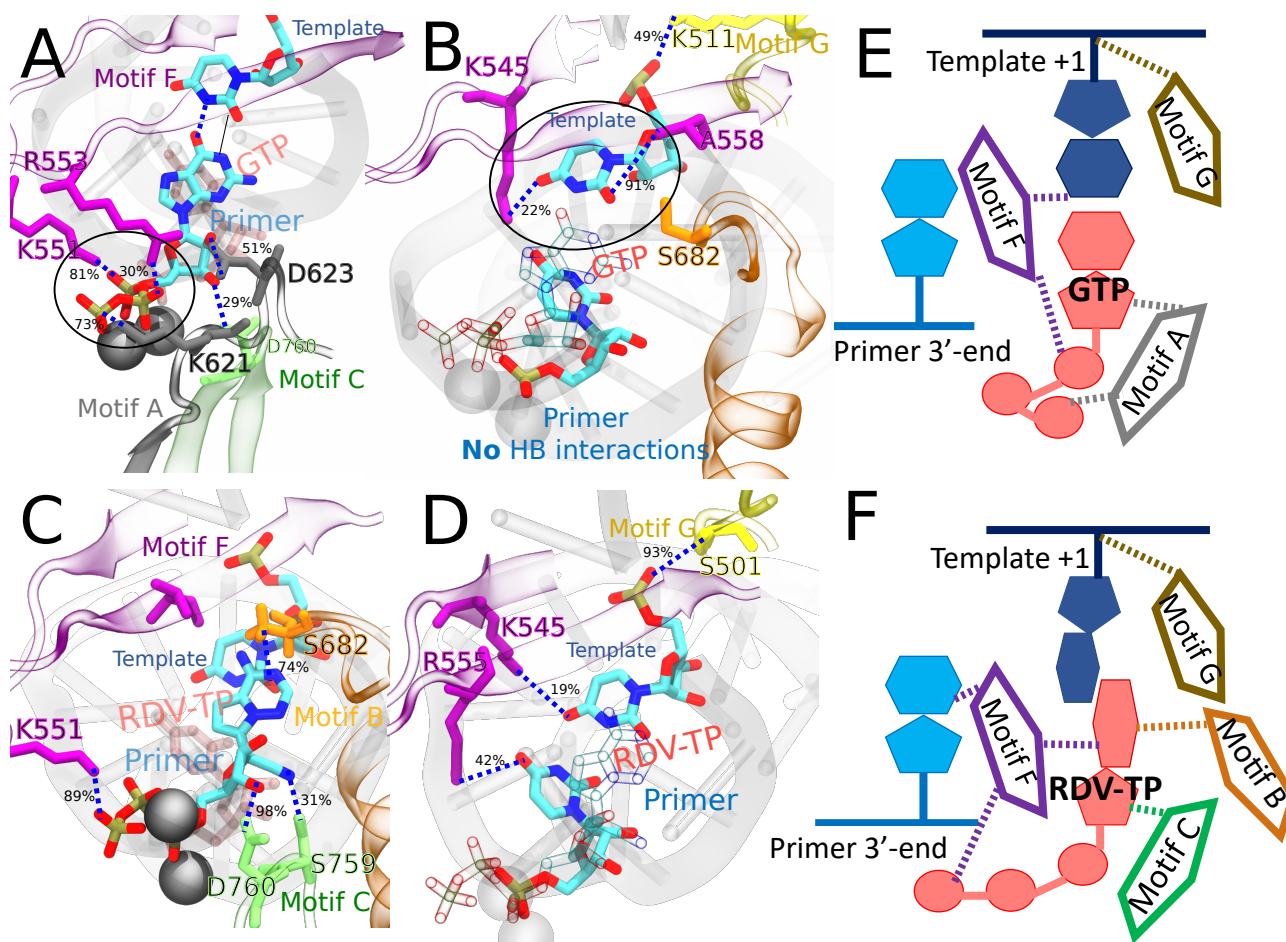 A
Template
Motif F
R553
GTP
Primer
K551
51%
81%
30%
D623
29%
73%
K621
D760
Motif C
Motif A
B
49%
K511
Motif G
K545
Template
A558
91%
22%
S682
GTP
Primer
No HB interactions
C
Motif F
S682
Template
74%
RDV-TP
Motif B
K551
Primer
89%
31%
98%
S759
D760
Motif C
D
Motif G
93%
S501
K545
R555
Template
19%
RDV-TP
42%
Primer
E
Template +1
Motif G
Motif F
GTP
Motif A
Primer 3’-end
F
Template +1
Motif G
Motif F
Motif B
RDV-TP
Motif C
Primer 3’-end